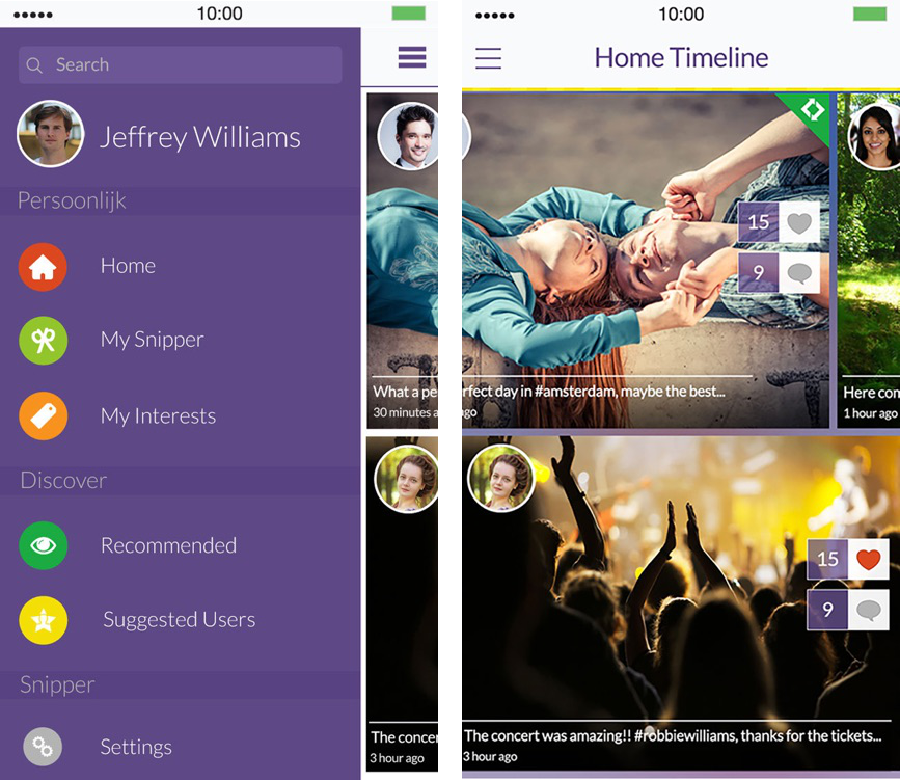 10:00
Search
Jeffrey Williams
Persoonlijk
Home
My Snipper
My Interests
Discover
Recommended
Suggested Users
Snipper
Settings
What a pe
30 minutes a
The concer
3 hour ago
10:00
Home Timeline
15
9
rfect day in #amsterdam, maybe the best...
go
Here con
1 hour ago
15
9
The concert was amazing!! #robbiewilliams, thanks for the tickets...
3 hour ago